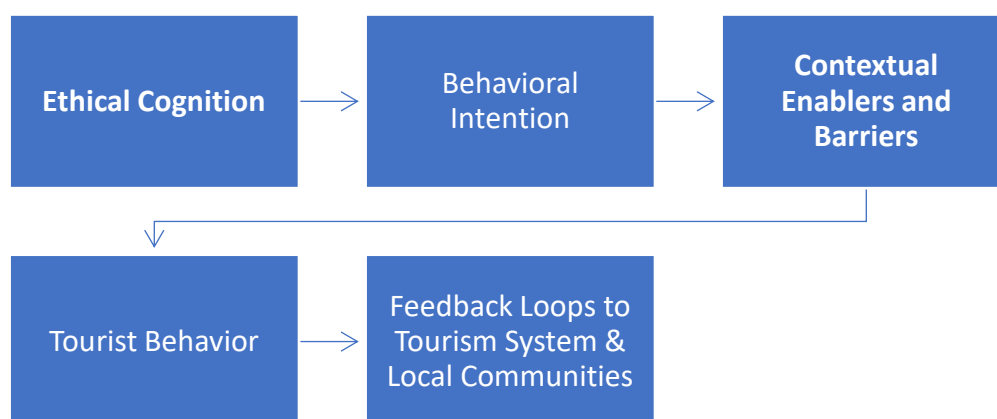 Ethical Cognition
Behavioral
Intention
Contextual
Enablers and
Barriers
Tourist Behavior
Feedback Loops to
Tourism System &
Local Communities